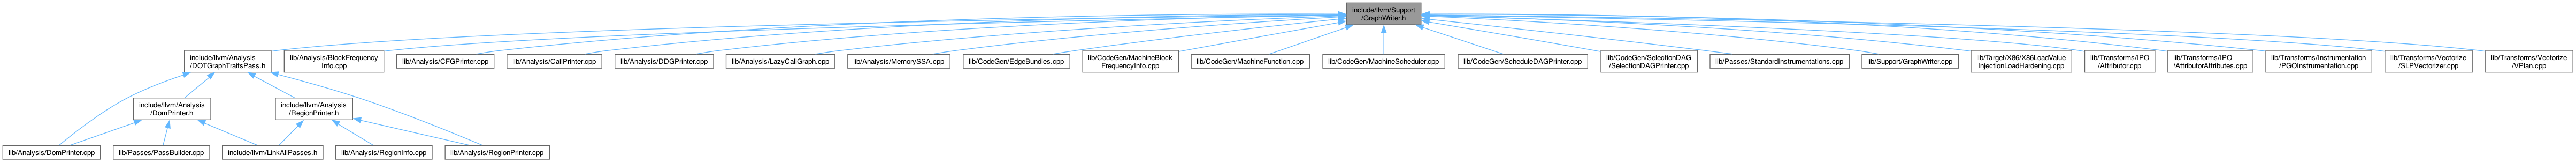 include/llvm/Support
/GraphWriter.h
include/llvm/Analysis
/DOTGraphTraitsPass.h
lib/Analysis/BlockFrequency
Info.cpp
lib/Analysis/CFGPrinter.cpp
lib/Analysis/CallPrinter.cpp
lib/Analysis/DDGPrinter.cpp
lib/Analysis/LazyCallGraph.cpp
lib/Analysis/MemorySSA.cpp
lib/CodeGen/EdgeBundles.cpp
lib/CodeGen/MachineBlock
FrequencyInfo.cpp
lib/CodeGen/MachineFunction.cpp
lib/CodeGen/MachineScheduler.cpp
lib/CodeGen/ScheduleDAGPrinter.cpp
lib/CodeGen/SelectionDAG
/SelectionDAGPrinter.cpp
lib/Passes/StandardInstrumentations.cpp
lib/Support/GraphWriter.cpp
lib/Target/X86/X86LoadValue
InjectionLoadHardening.cpp
lib/Transforms/IPO
/Attributor.cpp
lib/Transforms/IPO
/AttributorAttributes.cpp
lib/Transforms/Instrumentation
/PGOInstrumentation.cpp
lib/Transforms/Vectorize
/SLPVectorizer.cpp
lib/Transforms/Vectorize
/VPlan.cpp
include/llvm/Analysis
/DomPrinter.h
include/llvm/Analysis
/RegionPrinter.h
lib/Analysis/DomPrinter.cpp
lib/Passes/PassBuilder.cpp
include/llvm/LinkAllPasses.h
lib/Analysis/RegionInfo.cpp
lib/Analysis/RegionPrinter.cpp